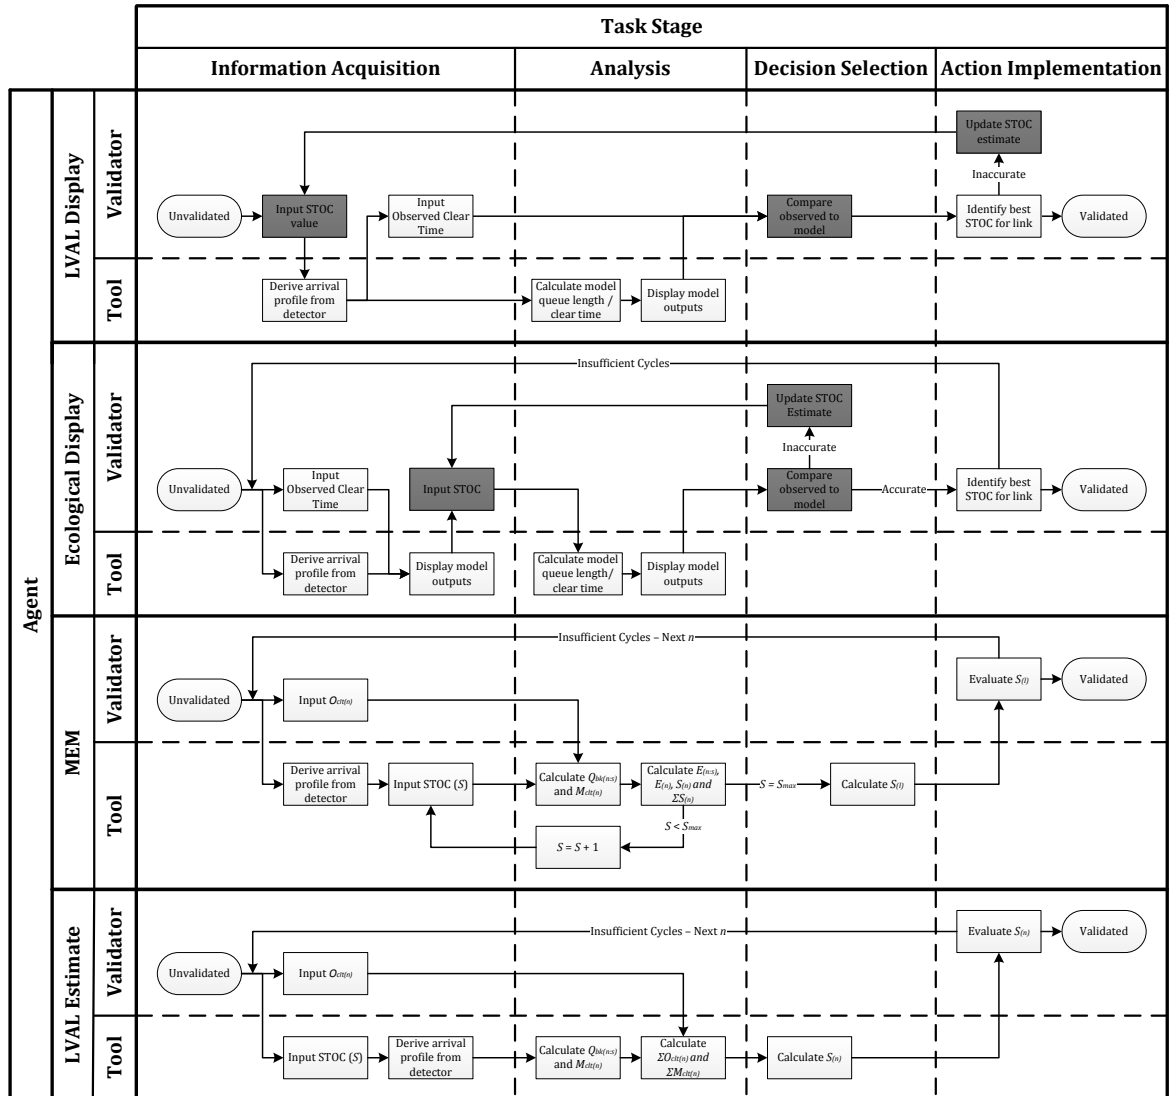 Task Stage
Information Acquisition
Analysis
Decision Selection
Action Implementation
Agent
LVAL Display
Validator
Update STOC
estimate
Inaccurate
Unvalidated
Input STOC
value
Input
Observed Clear
Time
Compare
observed to
model
Identify best
STOC for link
Validated
Tool
Derive arrival
profile from
detector
Calculate model
queue length /
clear time
Display model
outputs
Ecological Display
Validator
Insufficient Cycles
Update STOC
Estimate
Inaccurate
Unvalidated
Input
Observed Clear
Time
Input STOC
Compare
observed to
model
Accurate
Identify best
STOC for link
Validated
Tool
Derive arrival
profile from
detector
Display model
outputs
Calculate model
queue length/
clear time
Display model
outputs
MEM
Validator
Insufficient Cycles – Next n
Unvalidated
Input Oclt(n)
Evaluate S(l)
Validated
Tool
Derive arrival
profile from
detector
Input STOC (S)
Calculate Qbk(n:s)
and Mclt(n)
Calculate E(n:s),
E(n), S(n) and
ΣS(n)
S = Smax
Calculate S(l)
S < Smax
S = S + 1
LVAL Estimate
Validator
Insufficient Cycles – Next n
Unvalidated
Input Oclt(n)
Evaluate S(n)
Validated
Tool
Input STOC (S)
Derive arrival
profile from
detector
Calculate Qbk(n:s)
and Mclt(n)
Calculate
ΣOclt(n) and
ΣMclt(n)
Calculate S(n)